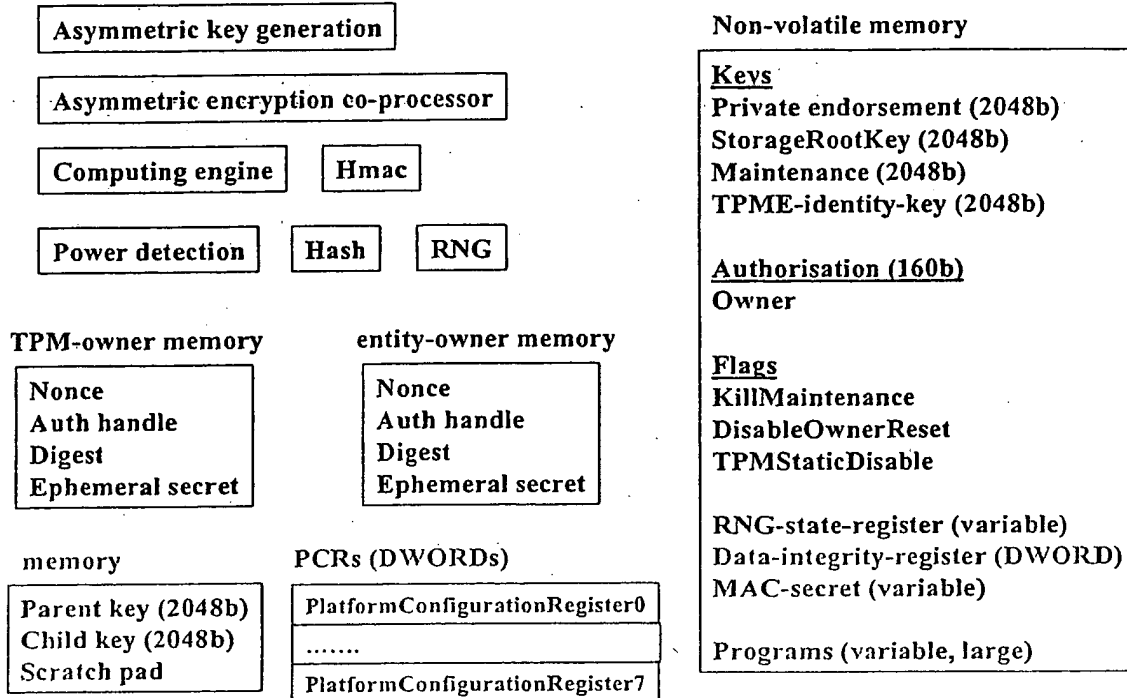 Asymmetric key generation
Asymmetric encryption co-processor
Computing engine
Hmac
Power detection
Hash
RNG
TPM-owner memory
Nonce
Auth handle
Digest
Ephemeral secret
entity-owner memory
Nonce
Auth handle
Digest
Ephemeral secret
memory
Parent key (2048b)
Child key (2048b)
Scratch pad
PCRs (DWORDs)
PlatformConfigurationRegister0
.......
PlatformConfigurationRegister7
Non-volatile memory
Keys
Private endorsement (2048b)
StorageRootKey (2048b)
Maintenance (2048b)
TPME-identity-key (2048b)
Authorisation (160b)
Owner
Flags
KillMaintenance
DisableOwnerReset
TPMStaticDisable
RNG-state-register (variable)
Data-integrity-register (DWORD)
MAC-secret (variable)
Programs (variable, large)